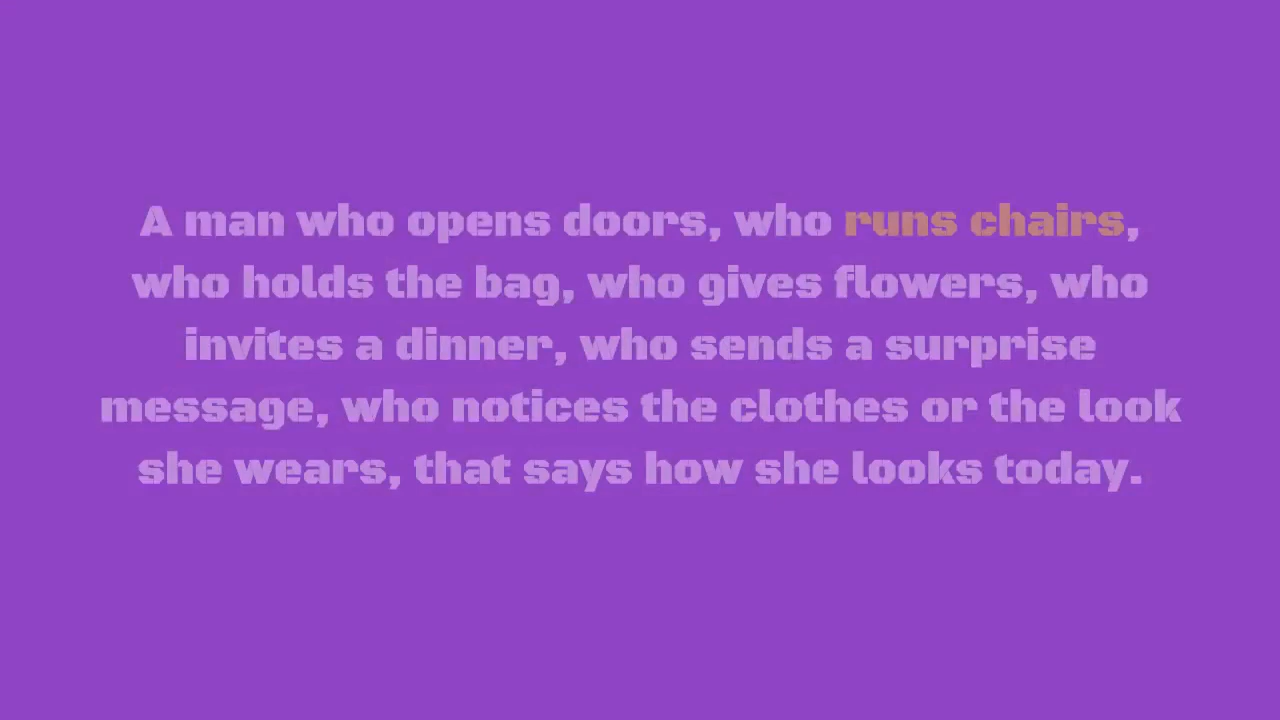 A man who opens doors, who runs chairs,
who holds the bag, who gives flowers, who
invites a dinner, who sends a surprise
message, who notices the clothes or the look
she wears, that says how she looks today.